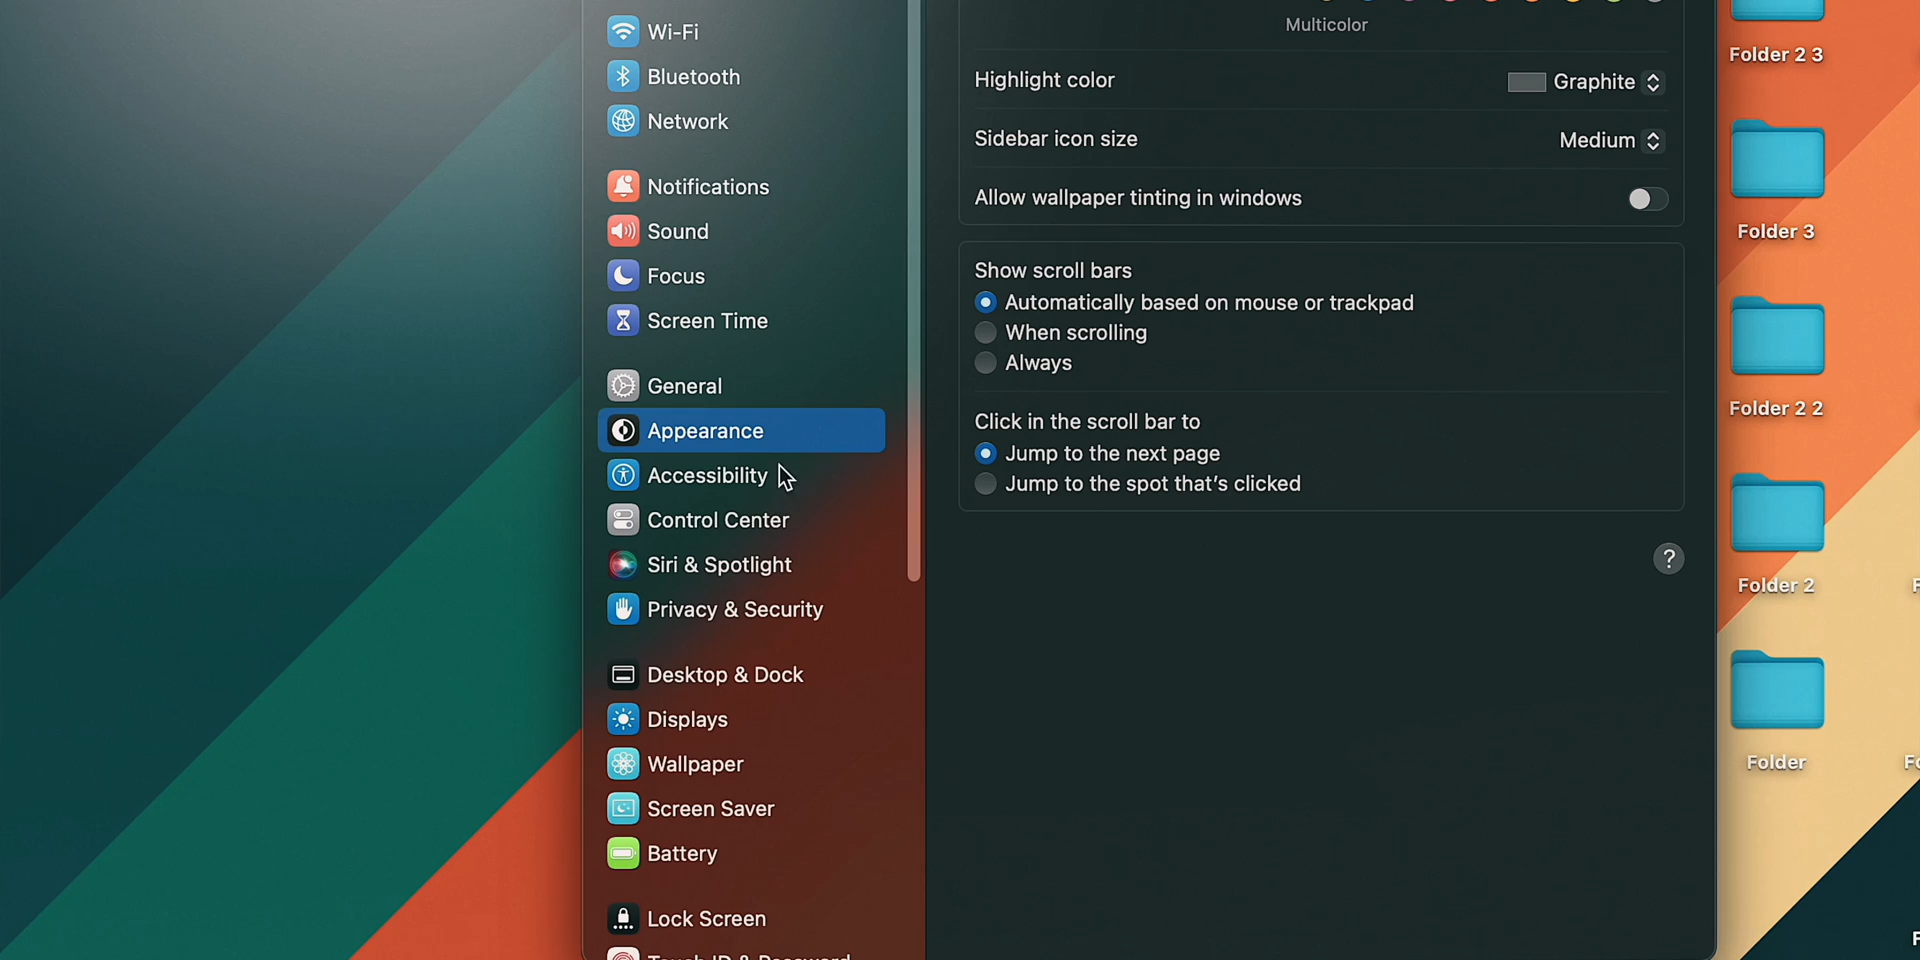 Wi-Fi
Bluetooth
Network
Notifications
Sound
Focus
Screen Time
General
Appearance
Accessibility
Control Center
Siri & Spotlight
Privacy & Security
Desktop & Dock
Displays
Wallpaper
Screen Saver
Battery
Lock Screen
Touch ID & Password
Multicolor
Highlight color
Graphite
Sidebar icon size
Medium
Allow wallpaper tinting in windows
Show scroll bars
Automatically based on mouse or trackpad
When scrolling
Always
Click in the scroll bar to
Jump to the next page
Jump to the spot that's clicked
?
Folder 2 3
Folder 3
Folder 2 2
Folder 2
Folder